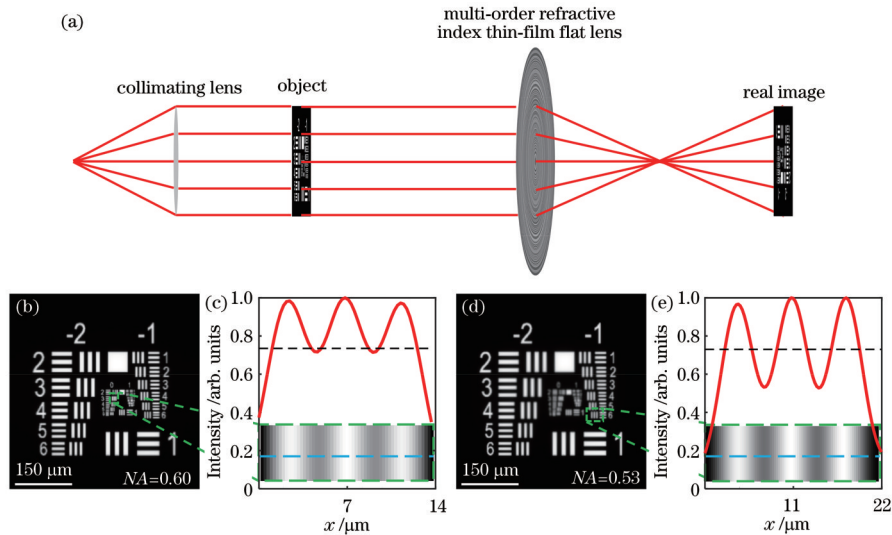 (a)
multi-order refractive
index thin-film flat lens
collimating lens
object
real image
(b)
-2
-1
2
3
4
5
6
1
2
3
4
5
6
0
1
1
150 μm
NA=0.60
(c)
Intensity /arb. units
1.0
0.8
0.6
0.4
0.2
0
7
14
x /μm
(d)
-2
-1
2
3
4
5
6
1
2
3
4
5
6
1
150 μm
NA=0.53
(e)
Intensity /arb. units
1.0
0.8
0.6
0.4
0.2
0
11
22
x /μm